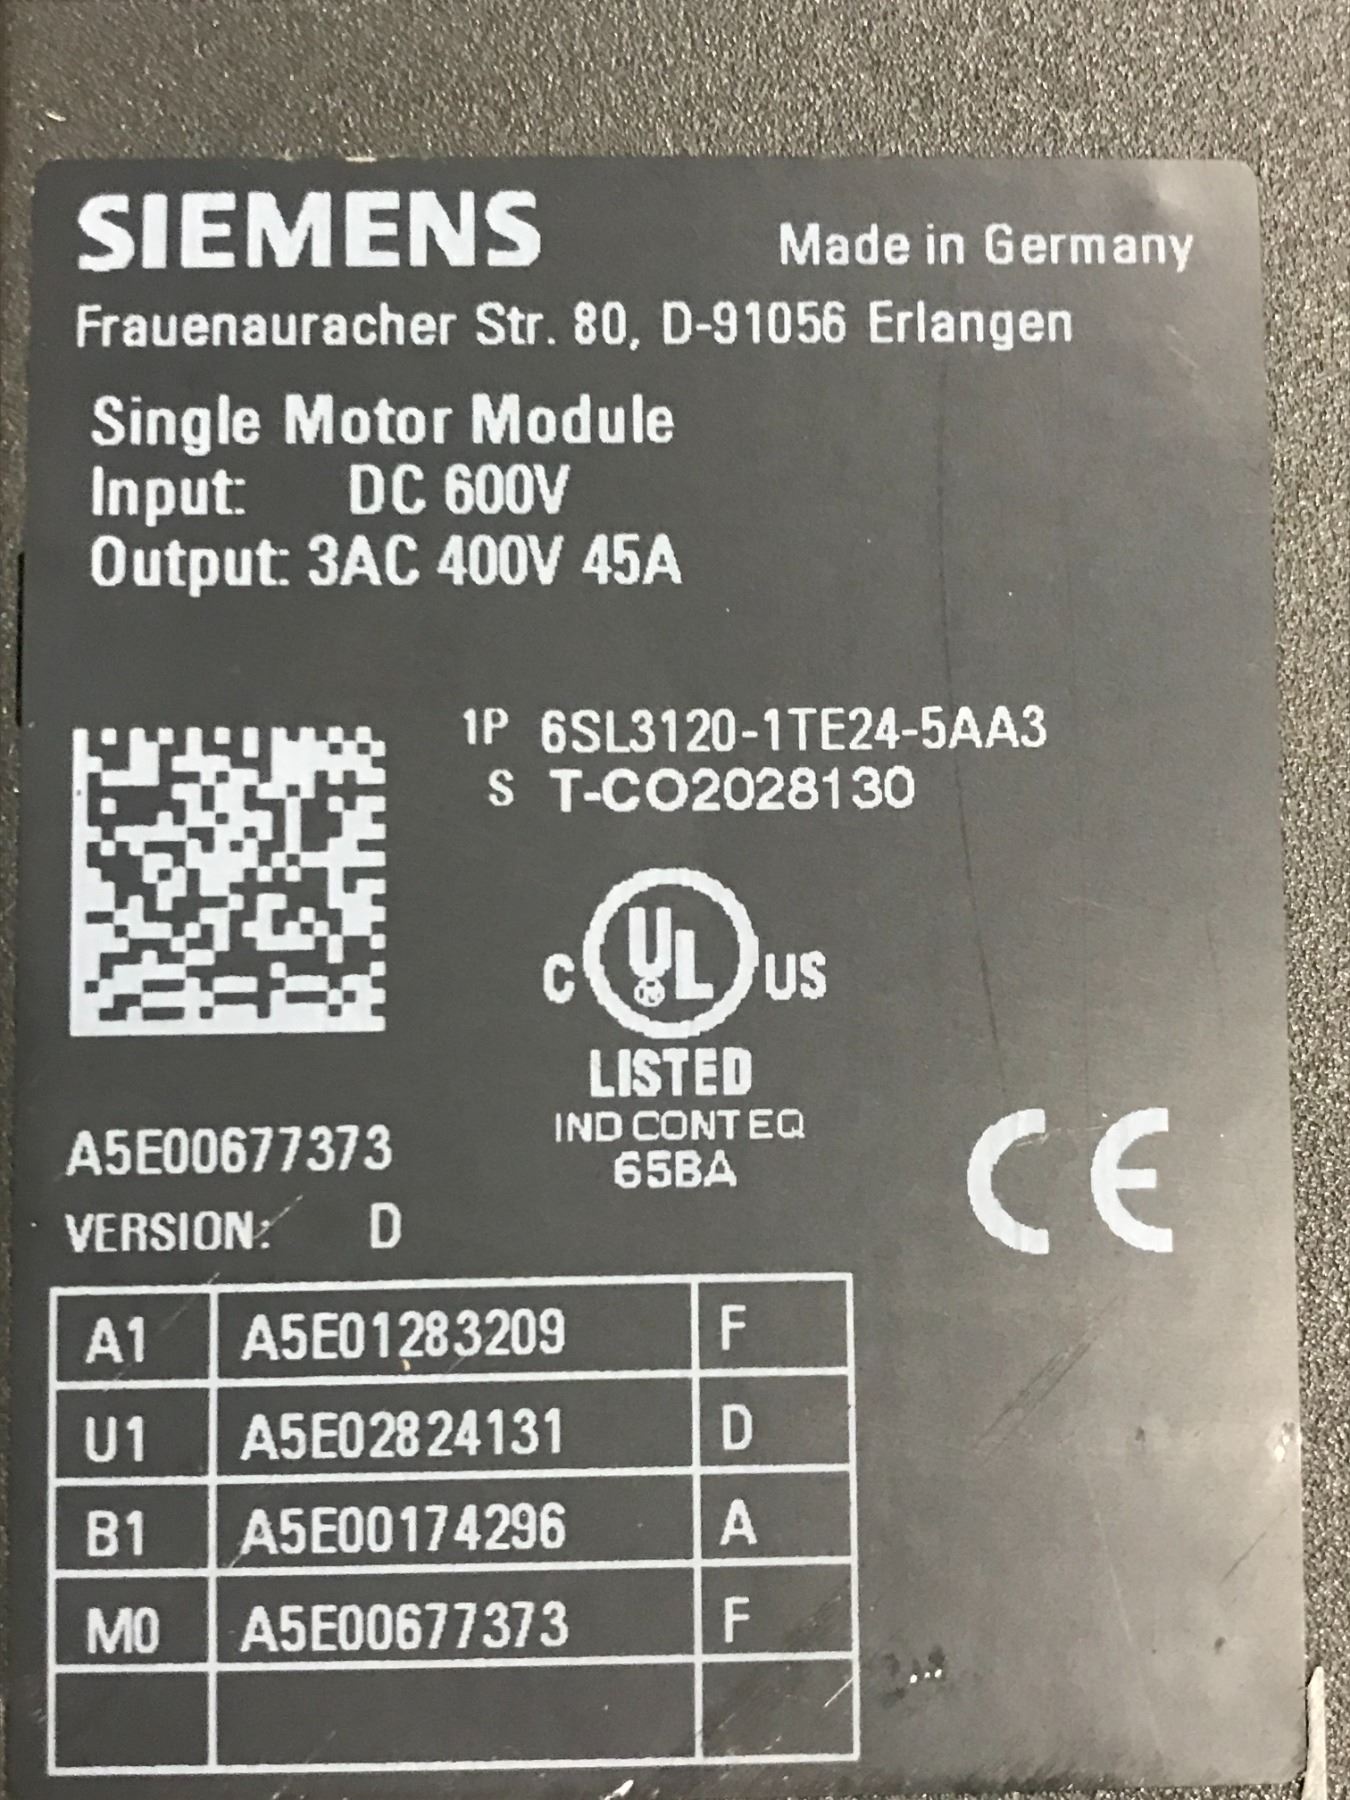 SIEMENS
Made in Germany
Frauenauracher Str. 80, D-91056 Erlangen
Single Motor Module
Input: DC 600V
Output: 3AC 400V 45A
1P 6SL3120-1TE24-5AA3
S T-CO2028130
C UL US
®
LISTED
IND CONT EQ
65BA
CE
A5E00677373
VERSION: D
A1 A5E01283209 F
U1 A5E02824131 D
B1 A5E00174296 A
M0 A5E00677373 F